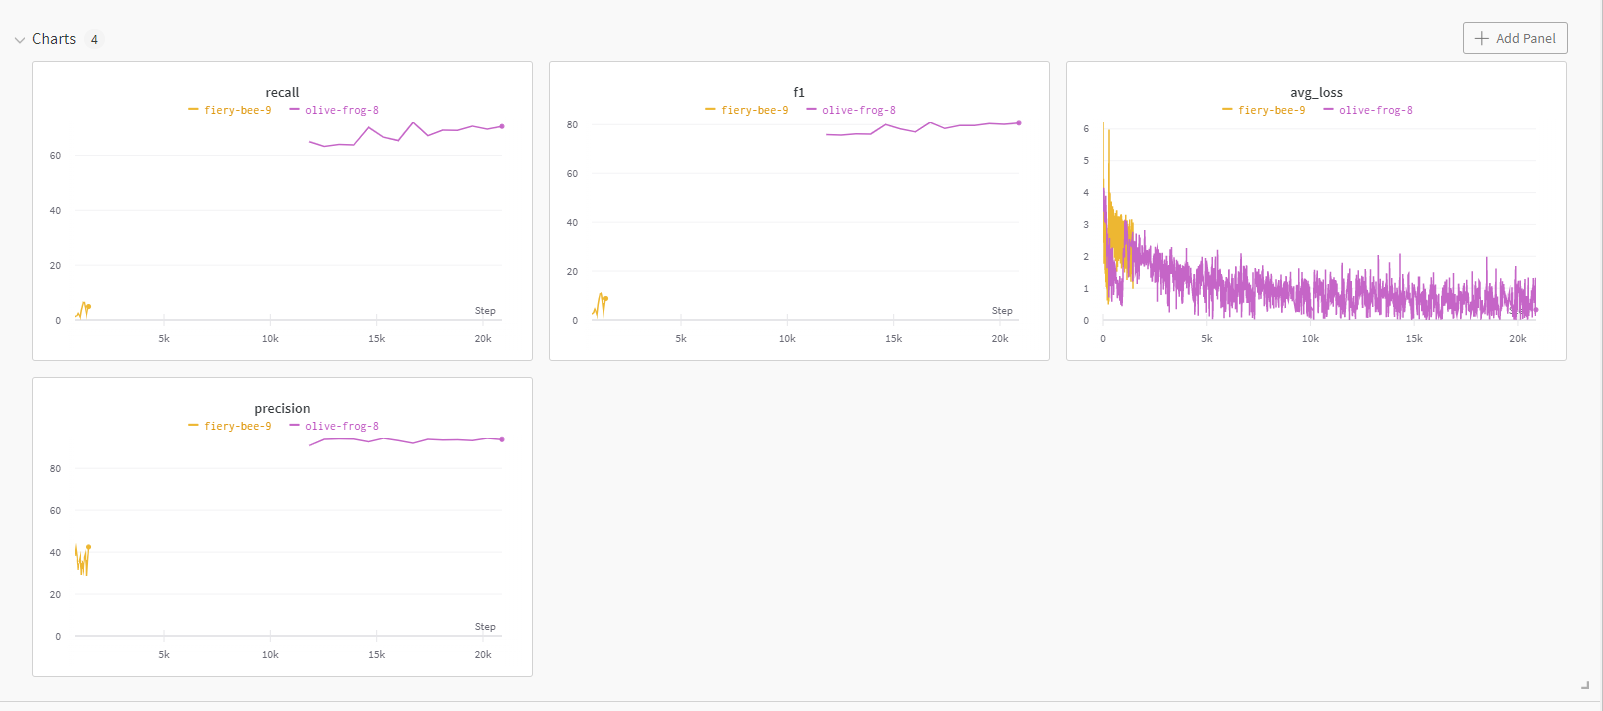 Charts 4
Add Panel
recall
fiery-bee-9 olive-frog-8
60
40
20
0
Step
5k 10k 15k 20k
f1
fiery-bee-9 olive-frog-8
80
60
40
20
0
Step
5k 10k 15k 20k
avg_loss
fiery-bee-9 olive-frog-8
6
5
4
3
2
1
0
0 5k 10k 15k 20k
precision
fiery-bee-9 olive-frog-8
80
60
40
20
0
Step
5k 10k 15k 20k